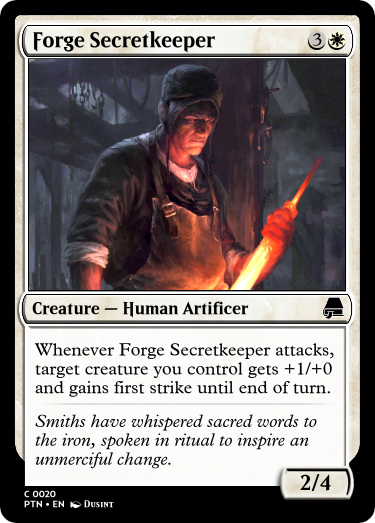 Forge Secretkeeper 3
Creature — Human Artificer
Whenever Forge Secretkeeper attacks,
target creature you control gets +1/+0
and gains first strike until end of turn.
Smiths have whispered sacred words to
the iron, spoken in ritual to inspire an
unmerciful change.
2/4
C 0020
PTN • EN Dusint